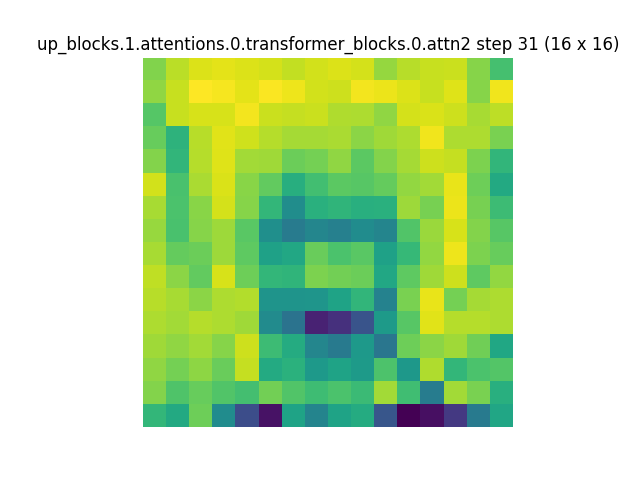 up_blocks.1.attentions.0.transformer_blocks.0.attn2 step 31 (16 x 16)